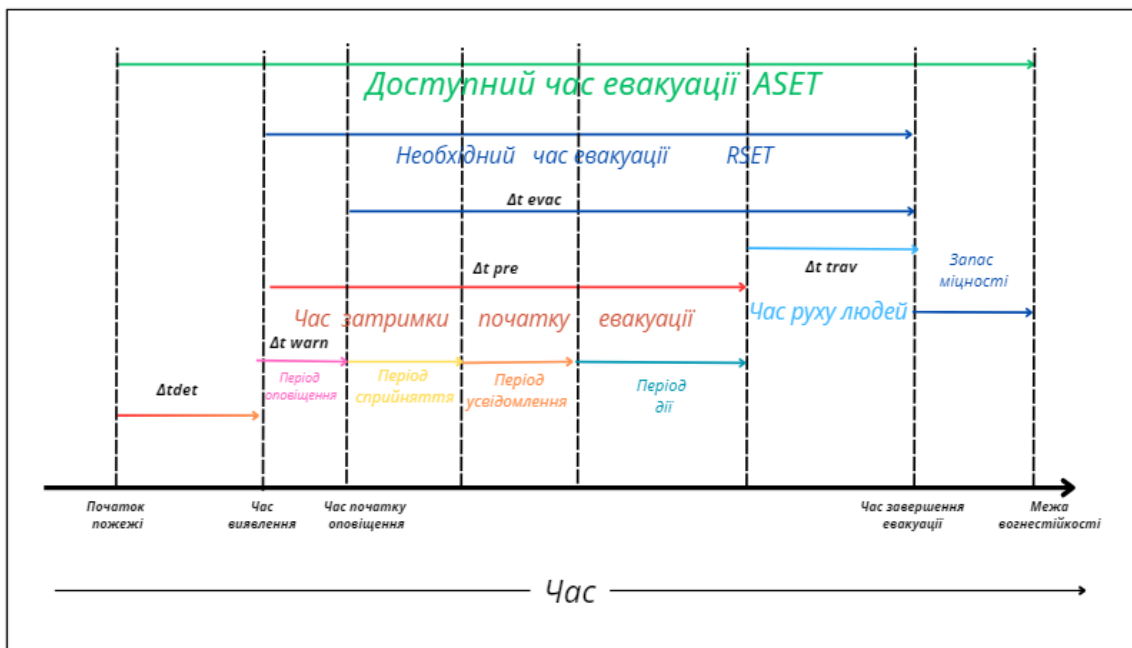 Доступний час евакуації ASET
Необхідний час евакуації RSET
Δt evac
Δt trav
Запас
міцності
Δt pre
Час затримки початку евакуації
Час руху людей
Δt warn
Період
оповіщення
Період
сприйняття
Період
усвідомлення
Період
дії
Δtdet
Початок
пожежі
Час
виявлення
Час початку
оповіщення
Час завершення
евакуації
Межа
вогнестійкості
Час